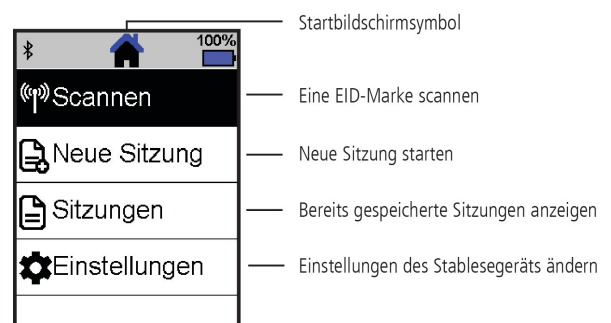 Startbildschirmsymbol
100%
Scannen
Eine EID-Marke scannen
Neue Sitzung
Neue Sitzung starten
Sitzungen
Bereits gespeicherte Sitzungen anzeigen
Einstellungen
Einstellungen des Stablesegeräts ändern